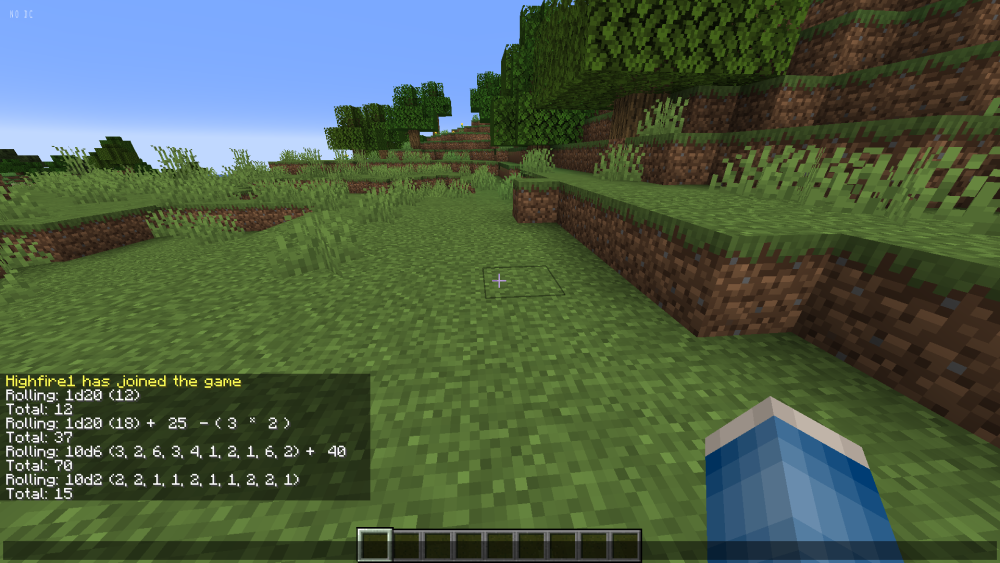 NO IC
Highfire1 has joined the game
Rolling: 1d20 (12)
Total: 12
Rolling: 1d20 (18) + 25 - ( 3 * 2 )
Total: 37
Rolling: 10d6 (3, 2, 6, 3, 4, 1, 2, 1, 6, 2) + 40
Total: 70
Rolling: 10d2 (2, 2, 1, 1, 2, 1, 1, 2, 2, 1)
Total: 15